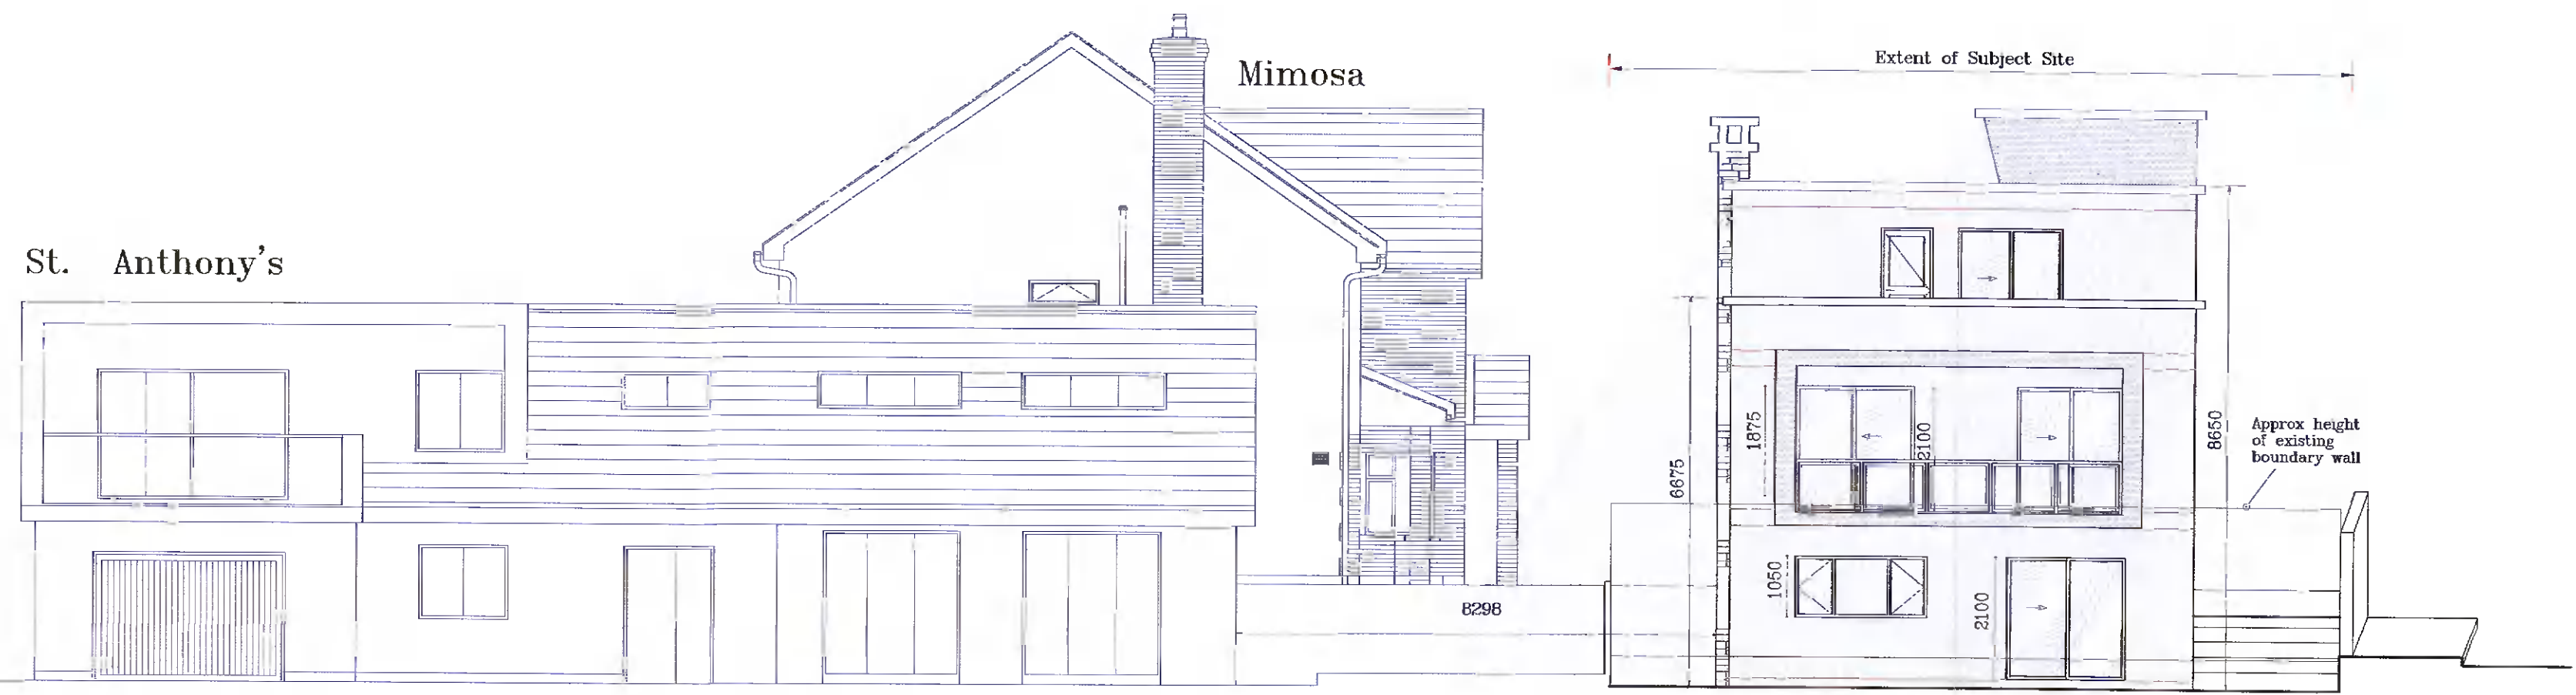 St. Anthony's
Mimosa
Extent of Subject Site
8298
6675
1875
2100
1050
2100
8650
Approx height
of existing
boundary wall